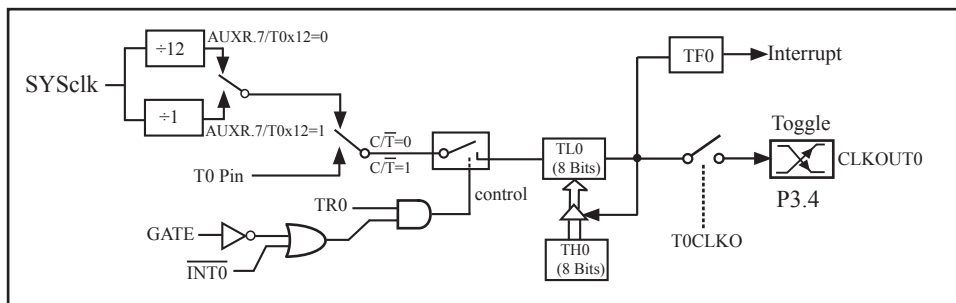 ÷12
AUXR.7/T0x12=0
SYSclk
÷1
AUXR.7/T0x12=1
T0 Pin
C/T̅=0
C/T̅=1
TR0
GATE
I̅N̅T̅0̅
control
TL0
(8 Bits)
TH0
(8 Bits)
TF0
Interrupt
Toggle
CLKOUT0
P3.4
T0CLKO